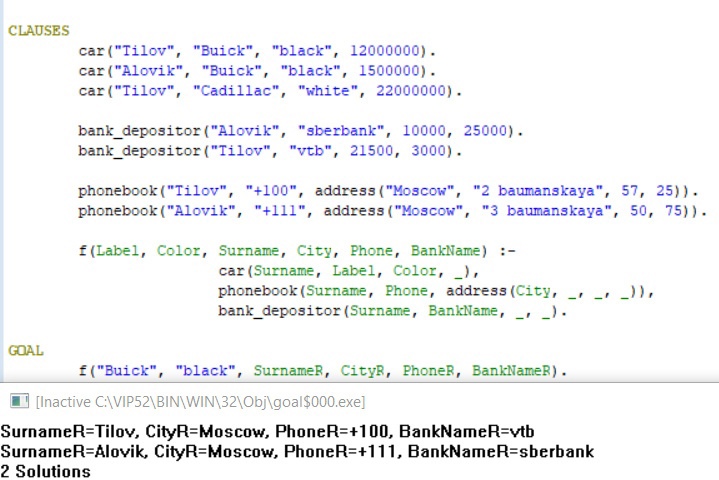 CLAUSES
car("Tilov", "Buick", "black", 12000000).
car("Alovik", "Buick", "black", 1500000).
car("Tilov", "Cadillac", "white", 22000000).
bank_depositor("Alovik", "sberbank", 10000, 25000).
bank_depositor("Tilov", "vtb", 21500, 3000).
phonebook("Tilov", "+100", address("Moscow", "2 baumanskaya", 57, 25)).
phonebook("Alovik", "+111", address("Moscow", "3 baumanskaya", 50, 75)).
f(Label, Color, Surname, City, Phone, BankName) :-
car(Surname, Label, Color, _),
phonebook(Surname, Phone, address(City, _, _, _)),
bank_depositor(Surname, BankName, _, _).
GOAL
f("Buick", "black", SurnameR, CityR, PhoneR, BankNameR).
[Inactive C:\VIP52\BIN\WIN\32\Obj\goal$000.exe]
SurnameR=Tilov, CityR=Moscow, PhoneR=+100, BankNameR=vtb
SurnameR=Alovik, CityR=Moscow, PhoneR=+111, BankNameR=sberbank
2 Solutions